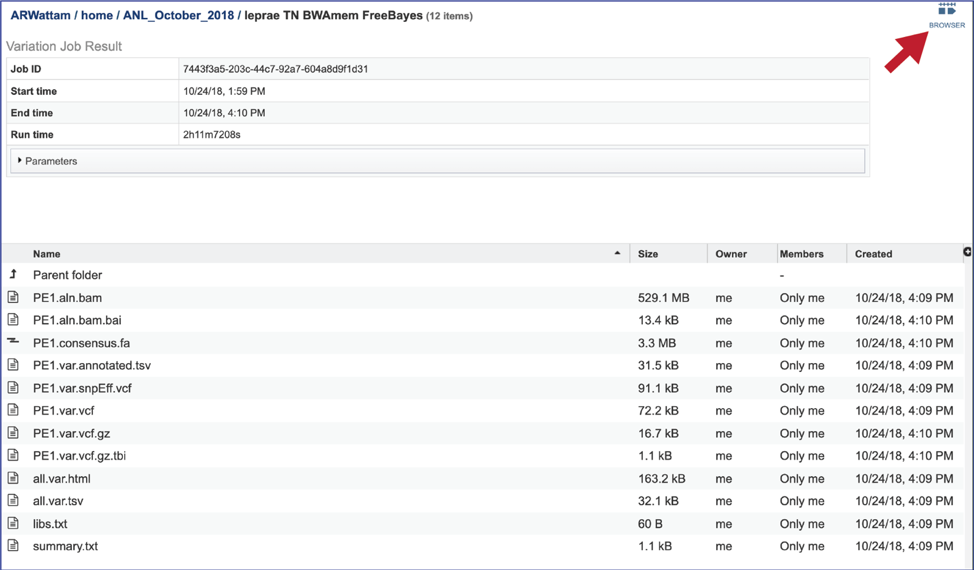 ARWattam / home / ANL_October_2018 / leprae TN BWAmem FreeBayes (12 items)
BROWSER
Variation Job Result
Job ID 7443f3a5-203c-44c7-92a7-604a8d9f1d31
Start time 10/24/18, 1:59 PM
End time 10/24/18, 4:10 PM
Run time 2h11m7208s
Parameters
Name Size Owner Members Created
Parent folder -
PE1.aln.bam 529.1 MB me Only me 10/24/18, 4:09 PM
PE1.aln.bam.bai 13.4 kB me Only me 10/24/18, 4:10 PM
PE1.consensus.fa 3.3 MB me Only me 10/24/18, 4:10 PM
PE1.var.annotated.tsv 31.5 kB me Only me 10/24/18, 4:09 PM
PE1.var.snpEff.vcf 91.1 kB me Only me 10/24/18, 4:09 PM
PE1.var.vcf 72.2 kB me Only me 10/24/18, 4:09 PM
PE1.var.vcf.gz 16.7 kB me Only me 10/24/18, 4:10 PM
PE1.var.vcf.gz.tbi 1.1 kB me Only me 10/24/18, 4:10 PM
all.var.html 163.2 kB me Only me 10/24/18, 4:09 PM
all.var.tsv 32.1 kB me Only me 10/24/18, 4:09 PM
libs.txt 60 B me Only me 10/24/18, 4:09 PM
summary.txt 1.1 kB me Only me 10/24/18, 4:09 PM